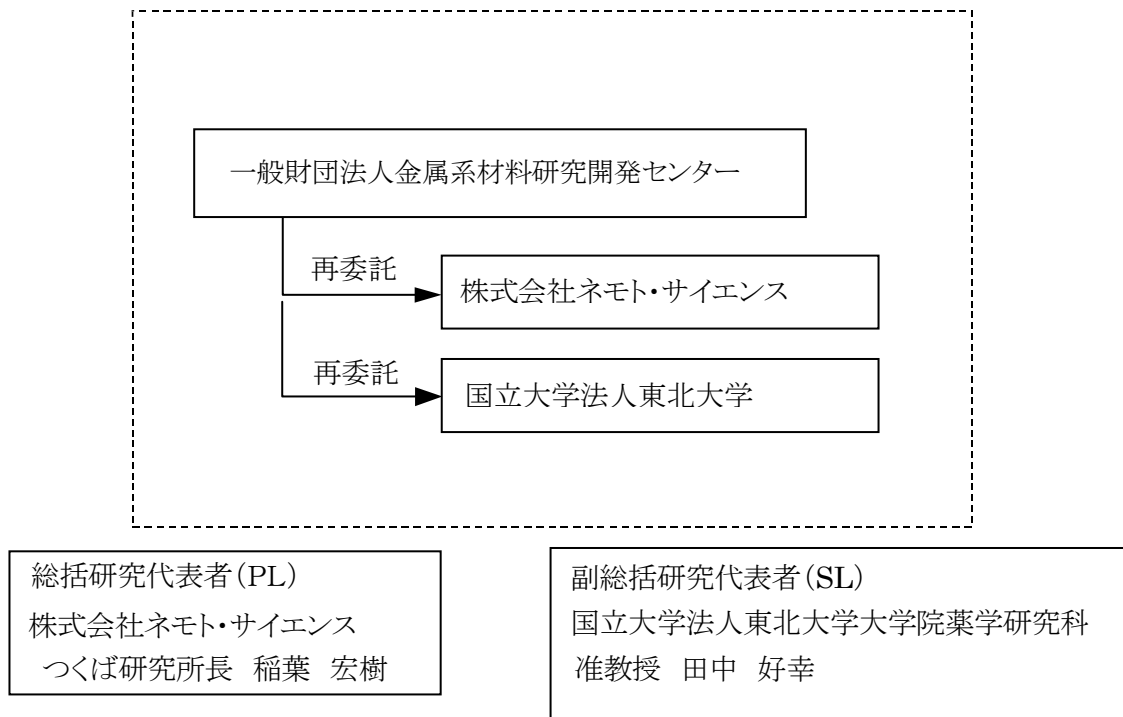 一般財団法人金属系材料研究開発センター
再委託
株式会社ネモト・サイエンス
再委託
国立大学法人東北大学
総括研究代表者(PL)
株式会社ネモト・サイエンス
つくば研究所長 稲葉 宏樹
副総括研究代表者(SL)
国立大学法人東北大学大学院薬学研究科
准教授 田中 好幸